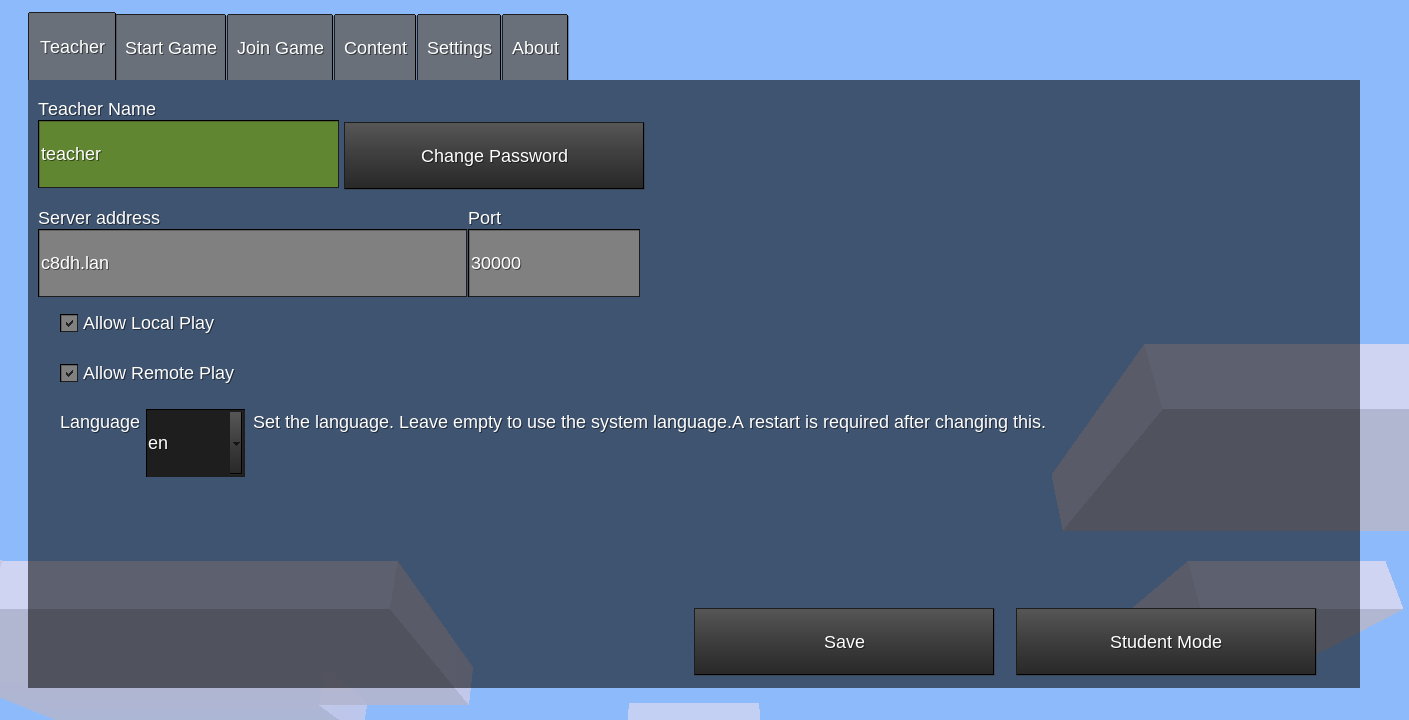 Teacher Start Game Join Game Content Settings About
Teacher Name
teacher Change Password
Server address Port
c8dh.lan 30000
Allow Local Play
Allow Remote Play
Language en Set the language. Leave empty to use the system language.A restart is required after changing this.
Save Student Mode